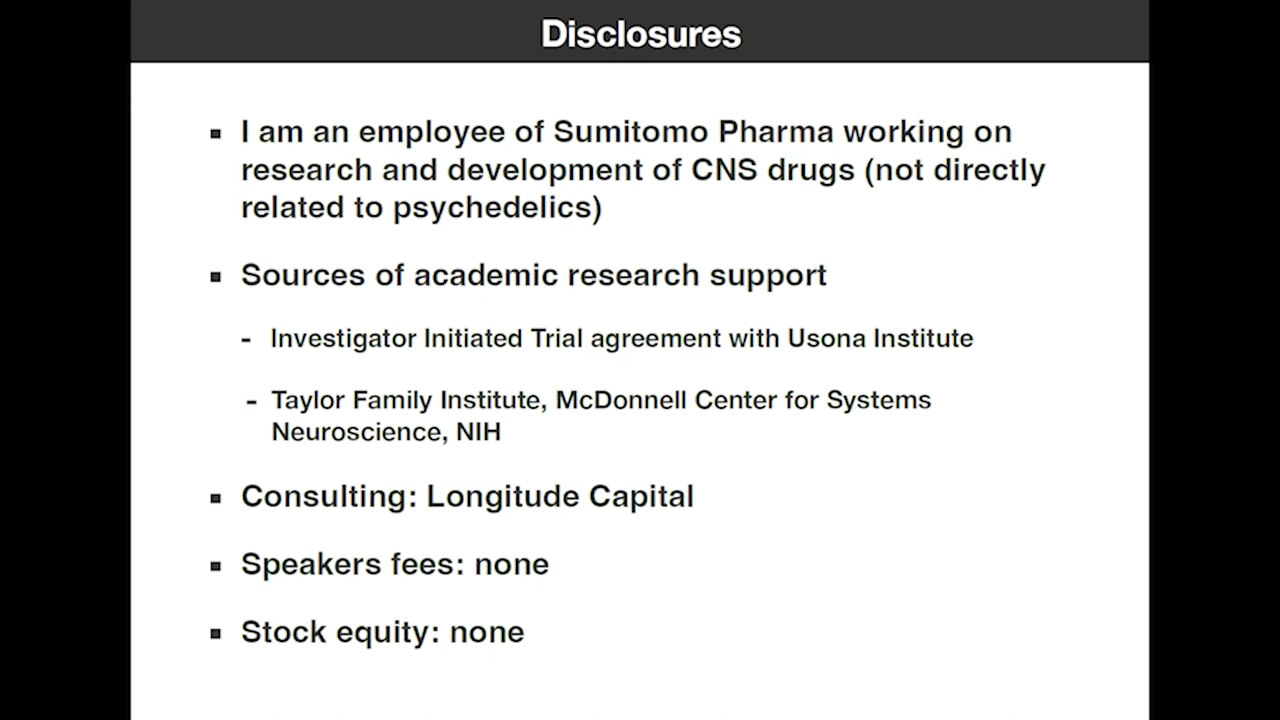 Disclosures
▪ I am an employee of Sumitomo Pharma working on
research and development of CNS drugs (not directly
related to psychedelics)
▪ Sources of academic research support
- Investigator Initiated Trial agreement with Usona Institute
- Taylor Family Institute, McDonnell Center for Systems
Neuroscience, NIH
▪ Consulting: Longitude Capital
▪ Speakers fees: none
▪ Stock equity: none